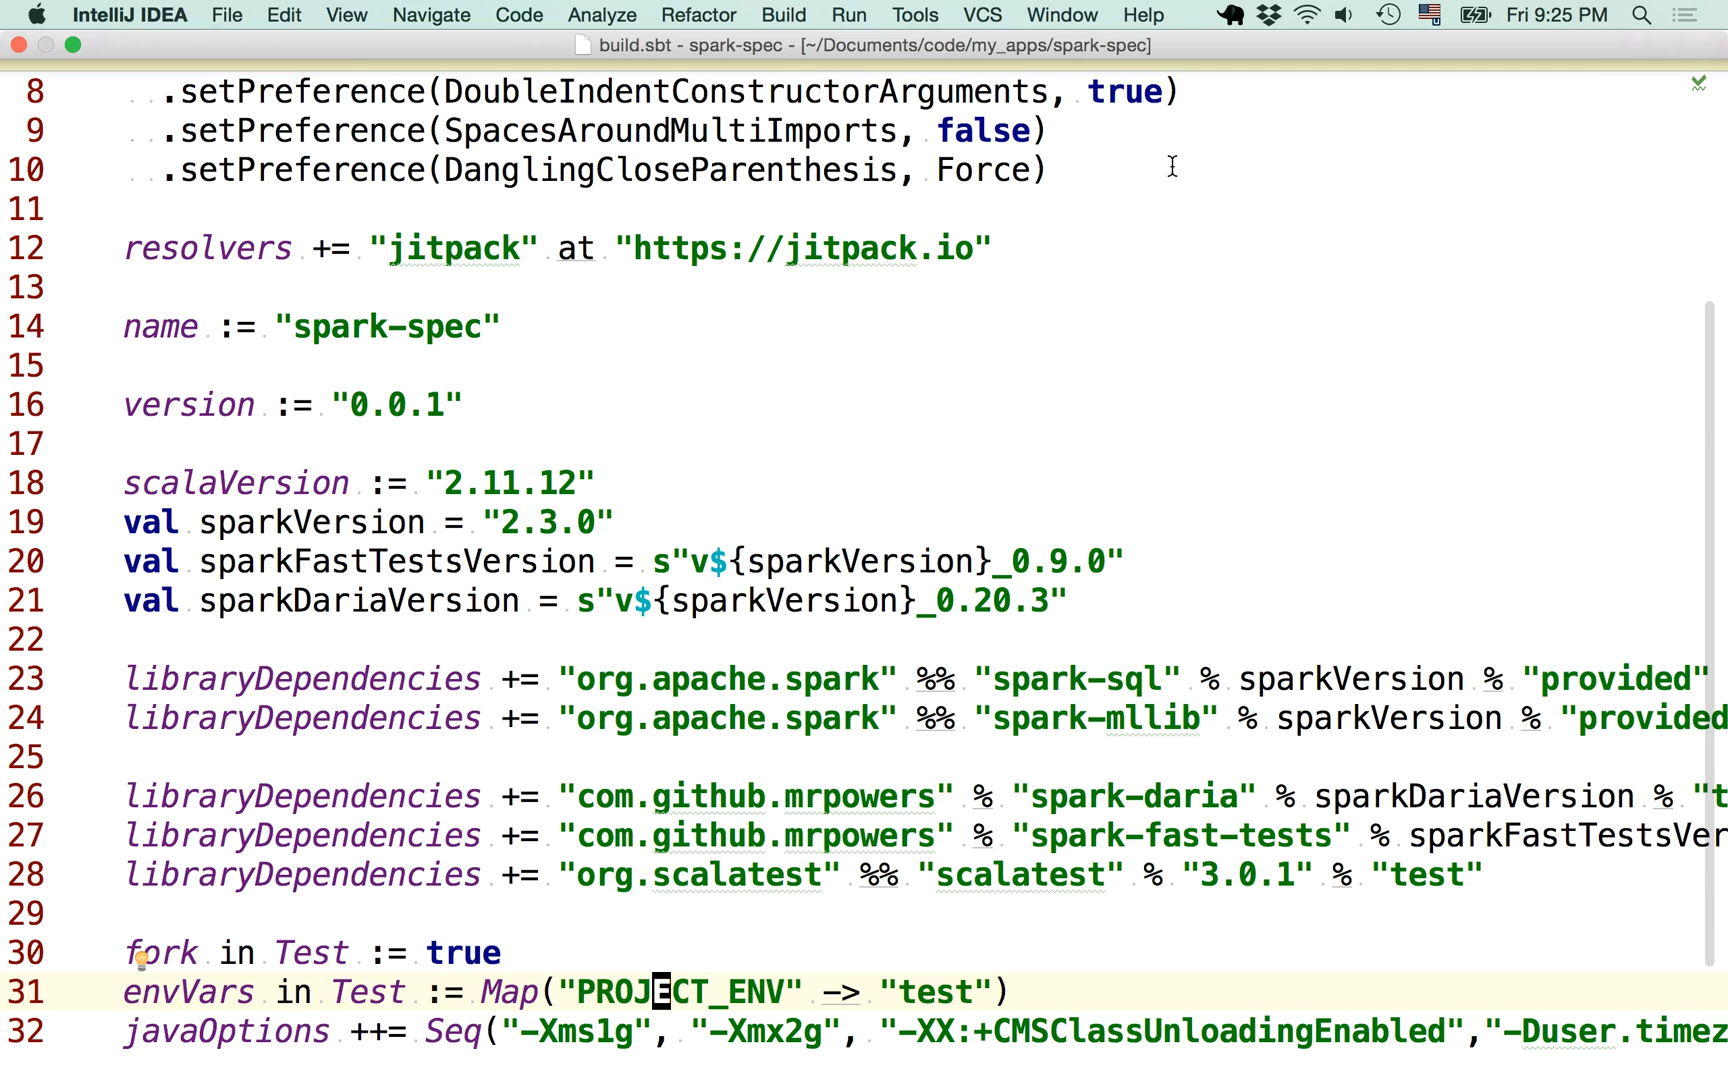 IntelliJ IDEA File Edit View Navigate Code Analyze Refactor Build Run Tools VCS Window Help Fri 9:25 PM
build.sbt - spark-spec - [~/Documents/code/my_apps/spark-spec]
8 .setPreference(DoubleIndentConstructorArguments, true)
9 .setPreference(SpacesAroundMultiImports, false)
10 .setPreference(DanglingCloseParenthesis, Force)
11
12 resolvers += "jitpack" at "https://jitpack.io"
13
14 name := "spark-spec"
15
16 version := "0.0.1"
17
18 scalaVersion := "2.11.12"
19 val sparkVersion = "2.3.0"
20 val sparkFastTestsVersion = s"v${sparkVersion}_0.9.0"
21 val sparkDariaVersion = s"v${sparkVersion}_0.20.3"
22
23 libraryDependencies += "org.apache.spark" %% "spark-sql" % sparkVersion % "provided"
24 libraryDependencies += "org.apache.spark" %% "spark-mllib" % sparkVersion % "provided
25
26 libraryDependencies += "com.github.mrpowers" % "spark-daria" % sparkDariaVersion % "t
27 libraryDependencies += "com.github.mrpowers" % "spark-fast-tests" % sparkFastTestsVer
28 libraryDependencies += "org.scalatest" %% "scalatest" % "3.0.1" % "test"
29
30 fork in Test := true
31 envVars in Test := Map("PROJECT_ENV" -> "test")
32 javaOptions ++= Seq("-Xms1g", "-Xmx2g", "-XX:+CMSClassUnloadingEnabled","-Duser.timez